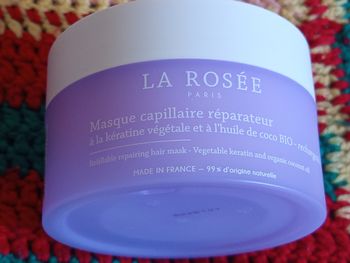 LA ROSÉE
PARIS
Masque capillaire réparateur
à la kératine végétale et à l'huile de coco BIO - rechargeable
Refillable repairing hair mask - Vegetable keratin and organic coconut oil
MADE IN FRANCE — 99% d'origine naturelle